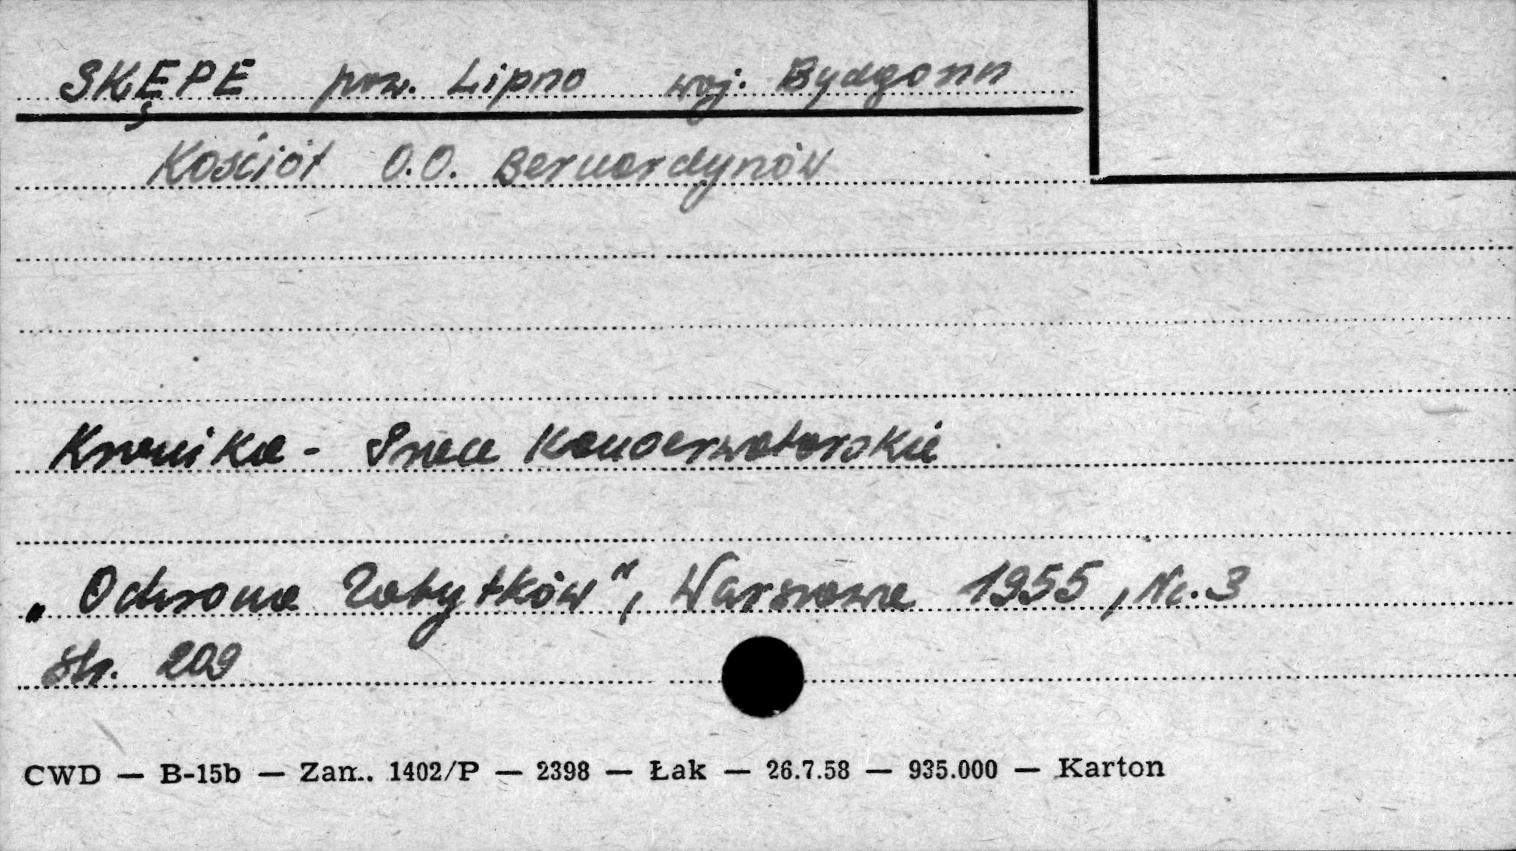 SKĘPE pow. Lipno woj. Bydgoszcz
Kościół O.O. Bernardynów
Kronika - Prace Konserwatorskie
„Ochrona Zabytków", Warszawa 1955, Nr. 3
Str. 209
CWD — B-15b — Zam. 1402/P — 2398 — Łak — 26.7.58 — 935.000 — Karton